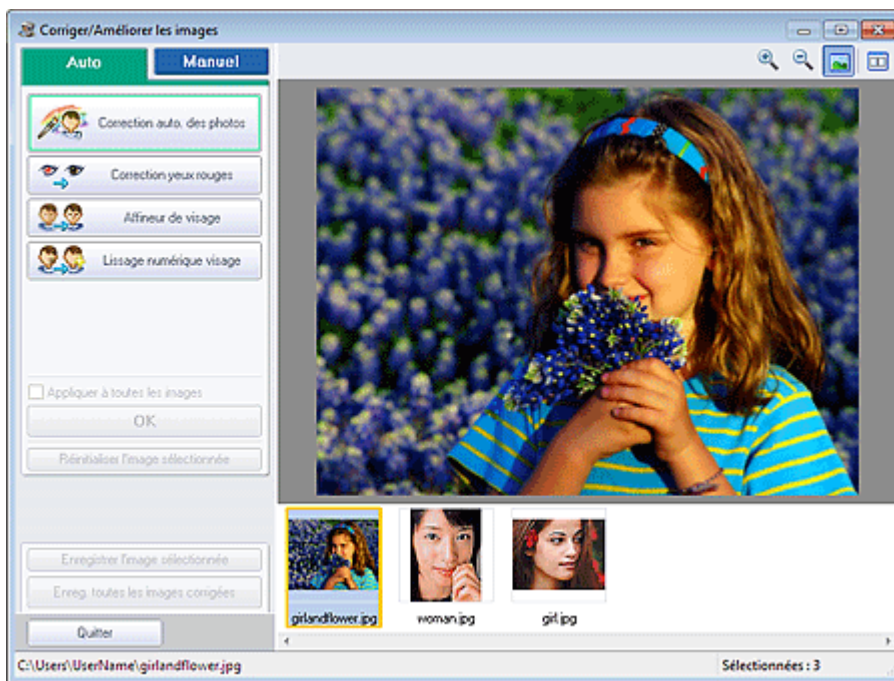 Corriger/Améliorer les images
Auto
Manuel
Correction auto. des photos
Correction yeux rouges
Affineur de visage
Lissage numérique visage
Appliquer à toutes les images
OK
Réinitialiser l'image sélectionnée
Enregistrer l'image sélectionnée
Enreg. toutes les images corrigées
Quitter
girlandflower.jpg
woman.jpg
girl.jpg
C:\Users\UserName\girlandflower.jpg
Sélectionnées : 3